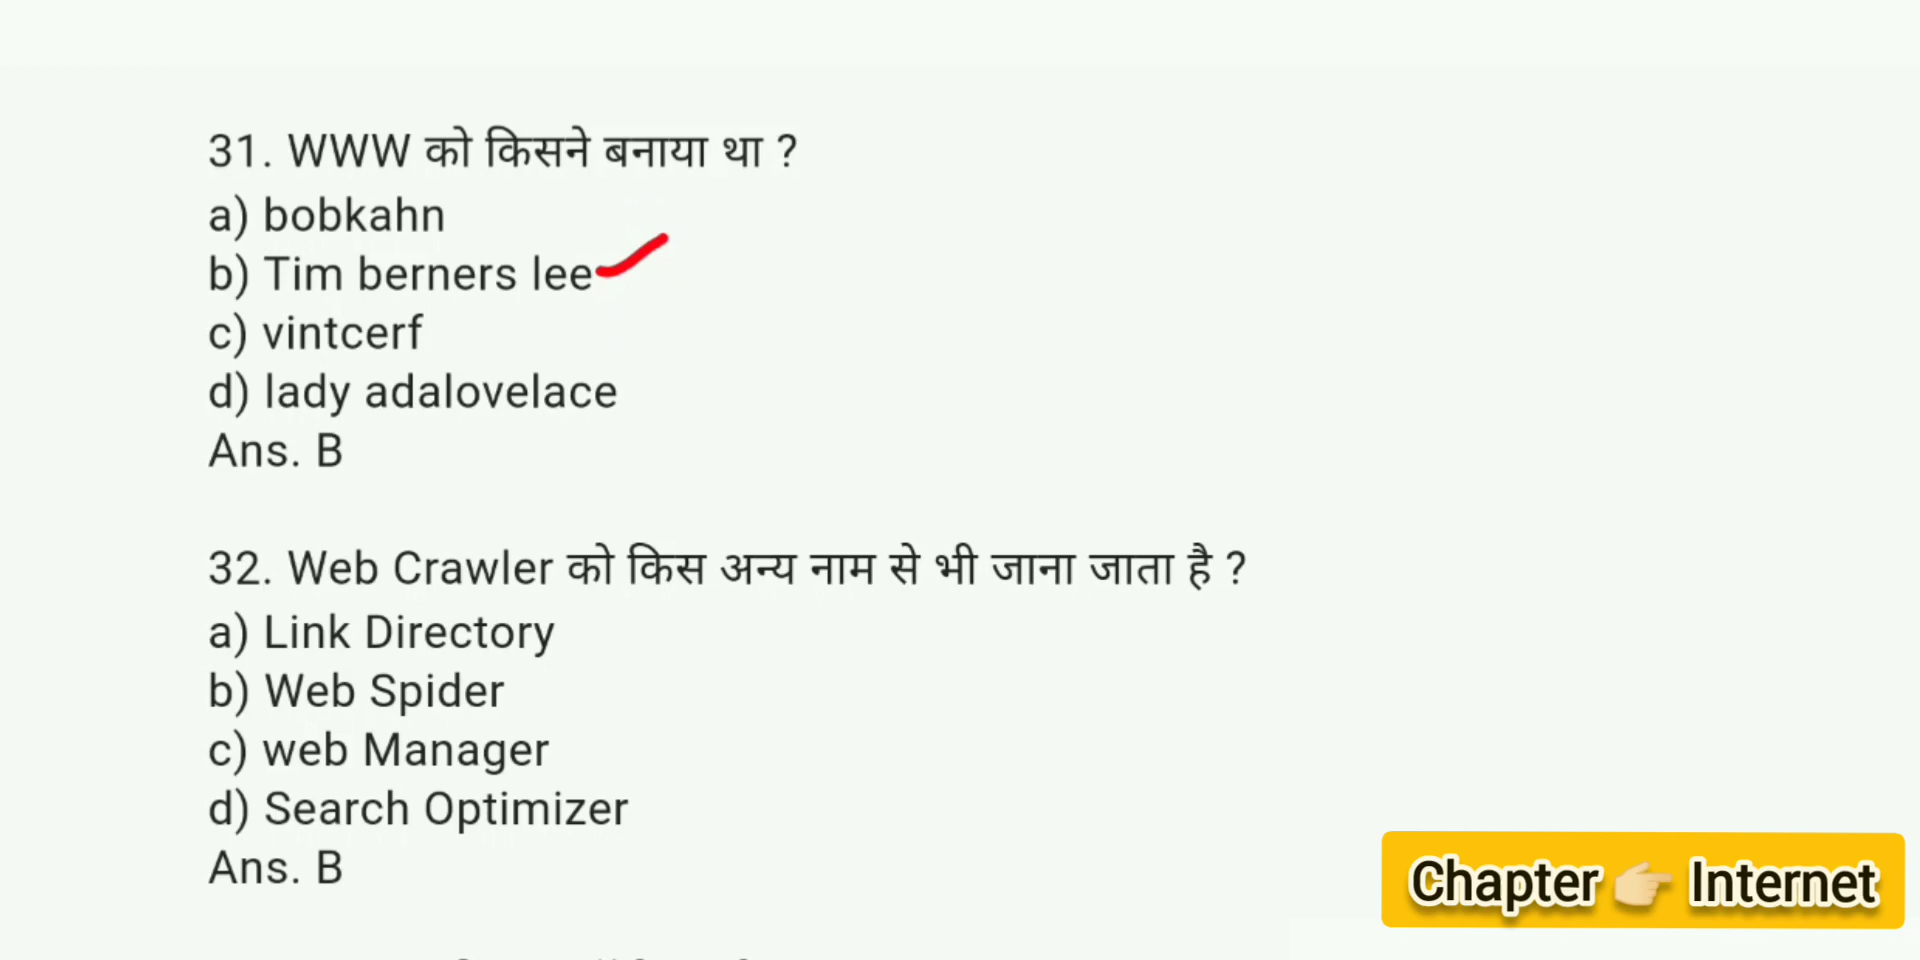 31. WWW को किसने बनाया था ?
a) bobkahn
b) Tim berners lee
c) vintcerf
d) lady adalovelace
Ans. B
32. Web Crawler को किस अन्य नाम से भी जाना जाता है ?
a) Link Directory
b) Web Spider
c) web Manager
d) Search Optimizer
Ans. B
Chapter 👉 Internet